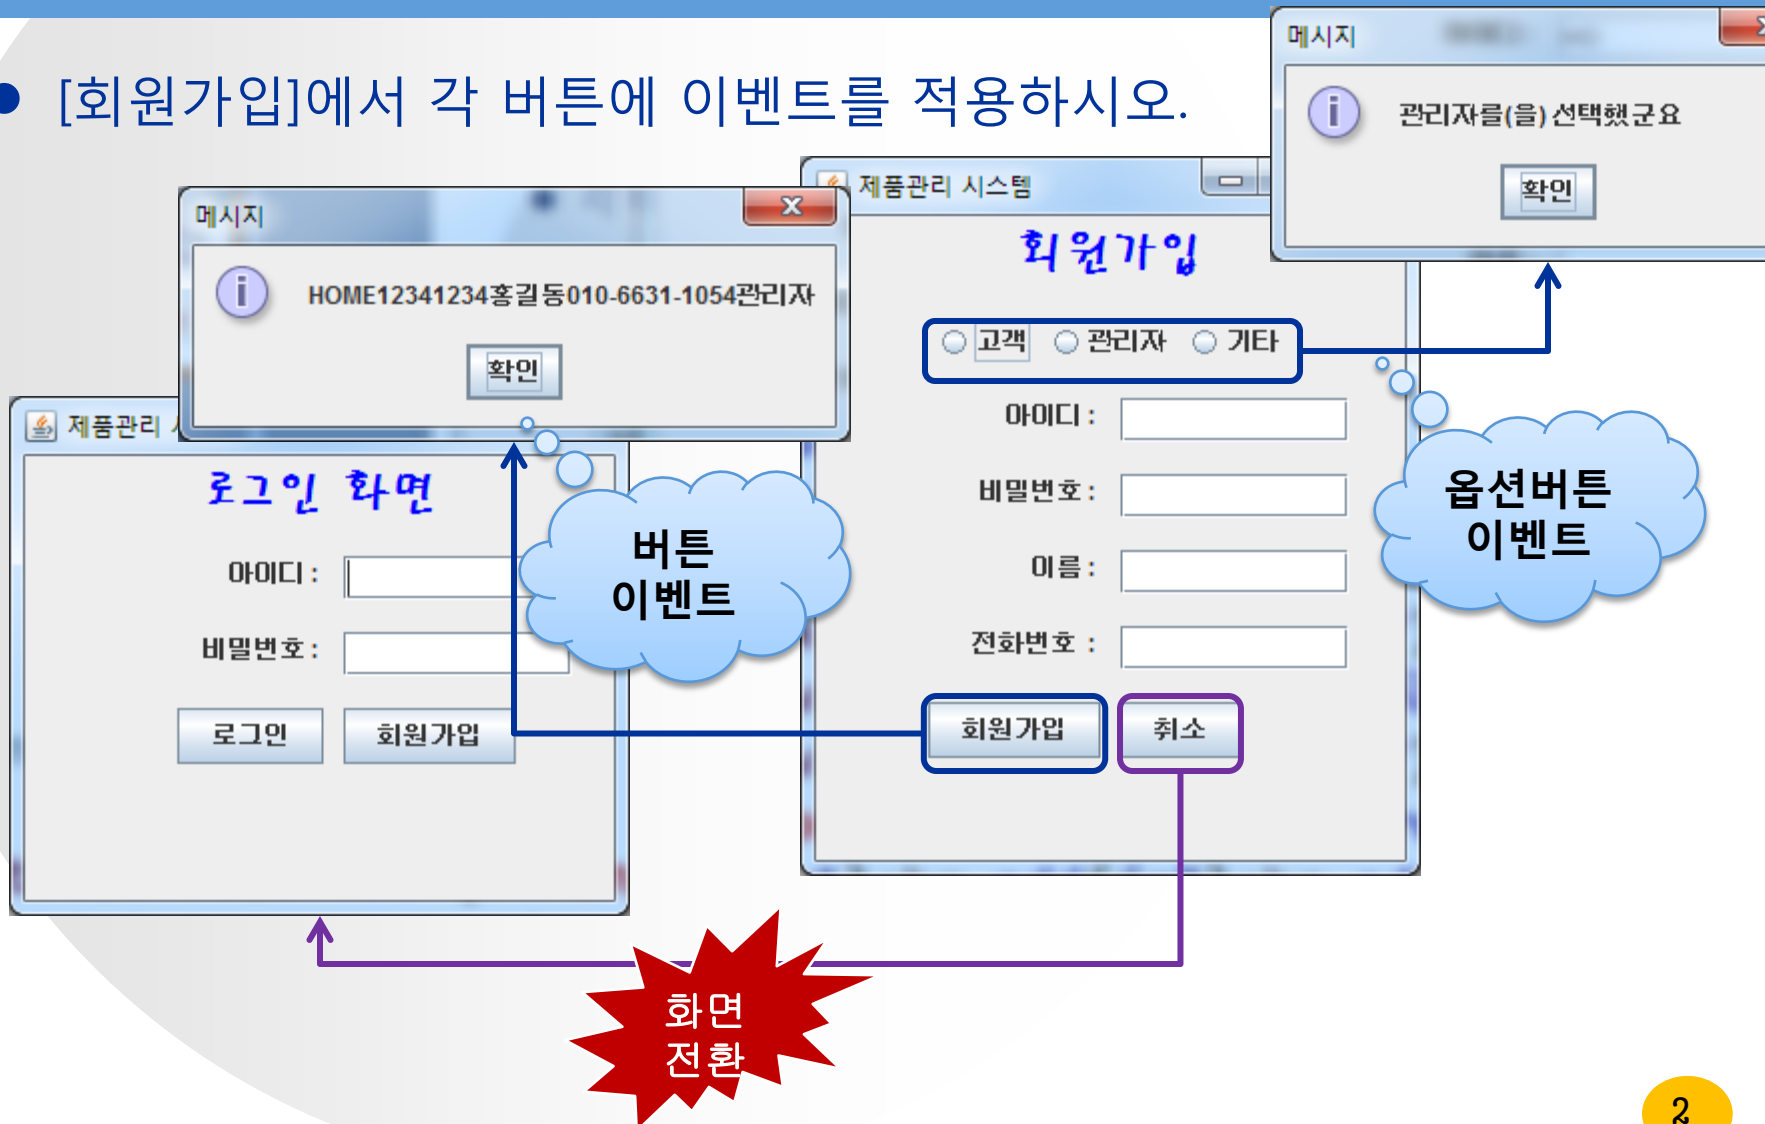 [회원가입]에서 각 버튼에 이벤트를 적용하시오.
메시지
관리자를(을) 선택했군요
확인
메시지
HOME12341234홍길동010-6631-1054관리자
확인
제품관리 시스템
회원가입
고객 관리자 기타
아이디 :
비밀번호 :
이름 :
전화번호 :
회원가입 취소
옵션버튼
이벤트
제품관리
로그인 화면
아이디 :
비밀번호 :
로그인 회원가입
버튼
이벤트
화면
전환
2